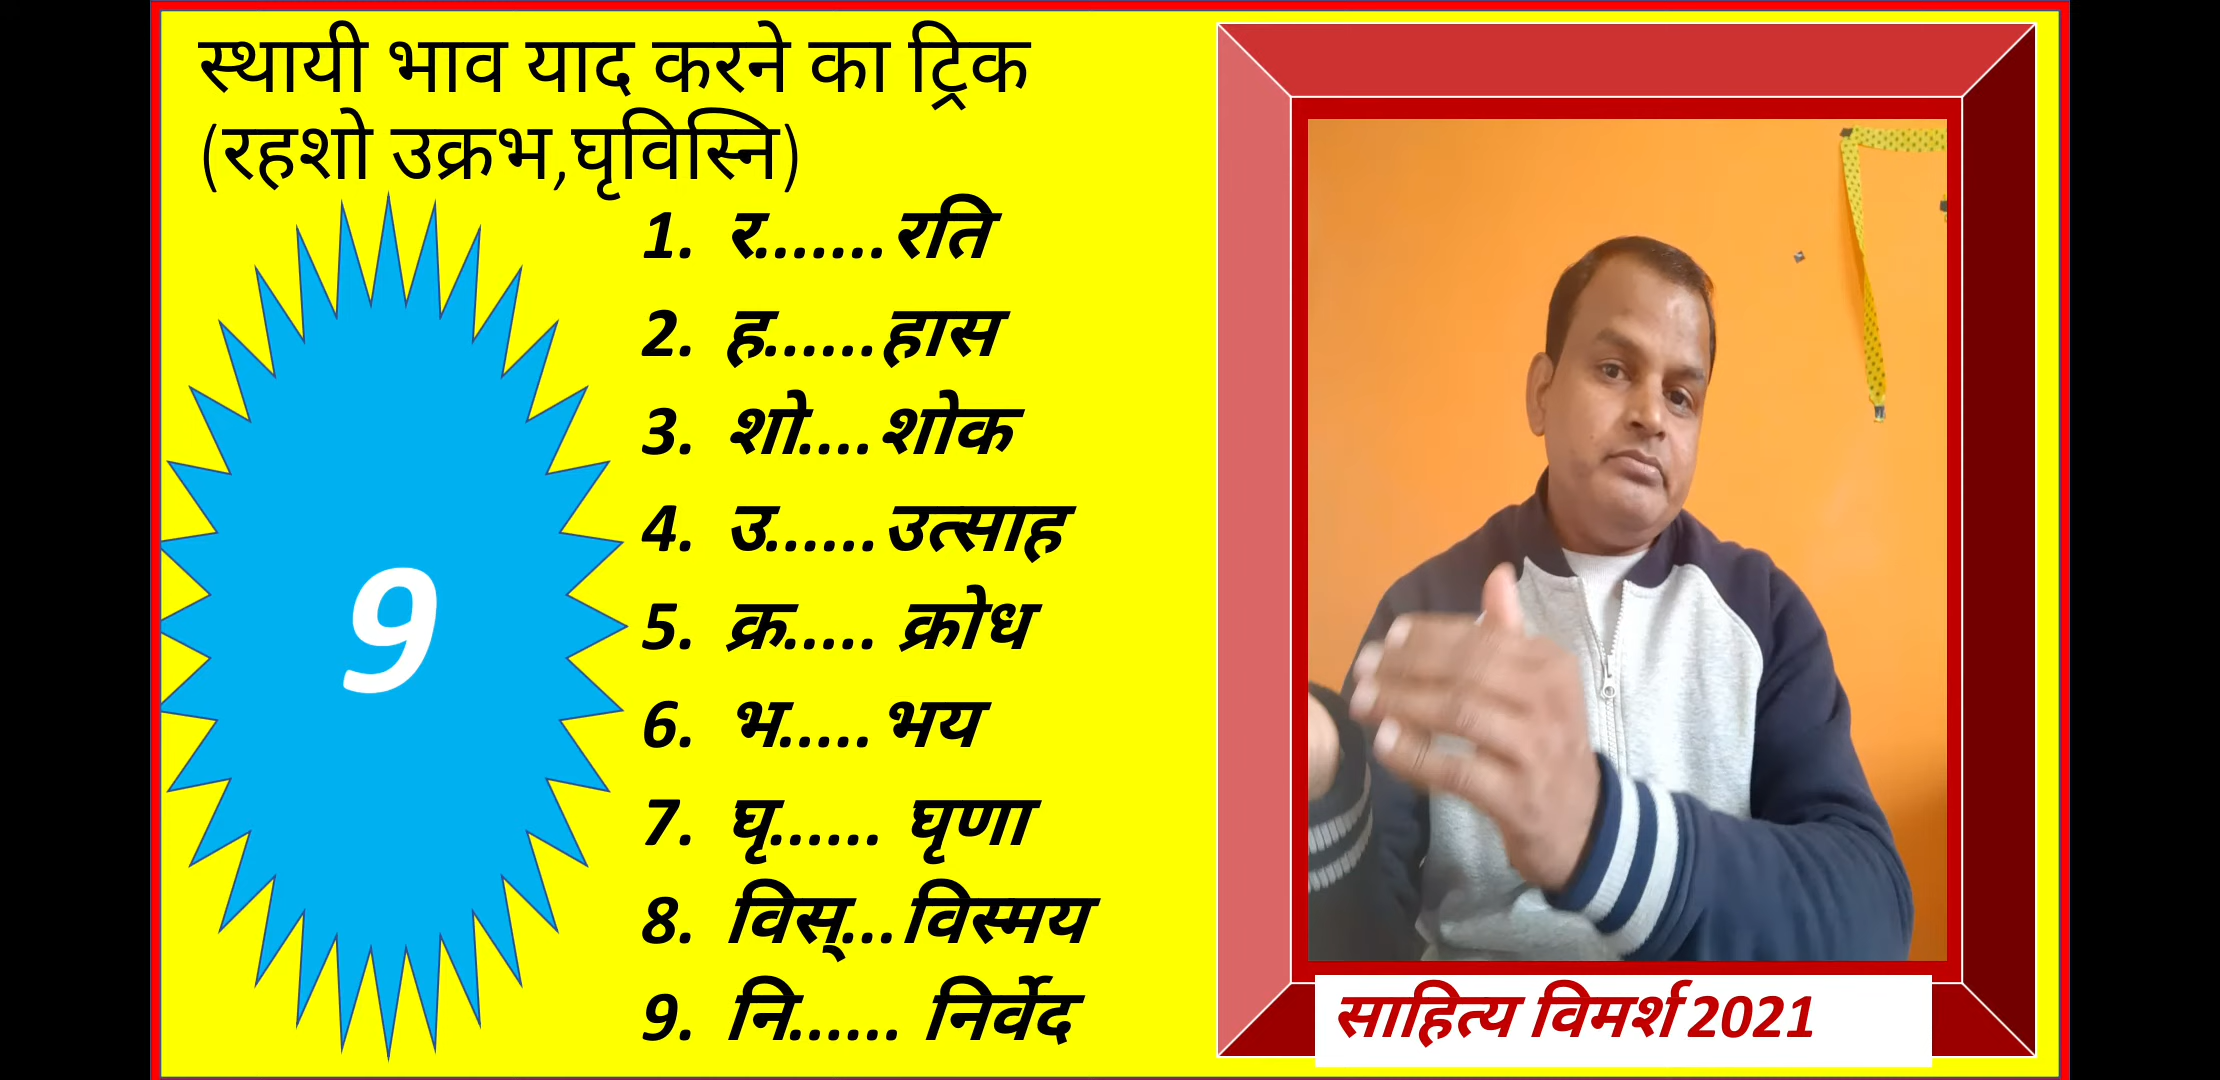 स्थायी भाव याद करने का ट्रिक
(रहशो उक्रभ,घृविस्नि)
1. र.......रति
2. ह......हास
3. शो....शोक
4. उ......उत्साह
5. क्र..... क्रोध
6. भ.....भय
7. घृ...... घृणा
8. विस्...विस्मय
9. नि...... निर्वेद
9
साहित्य विमर्श 2021